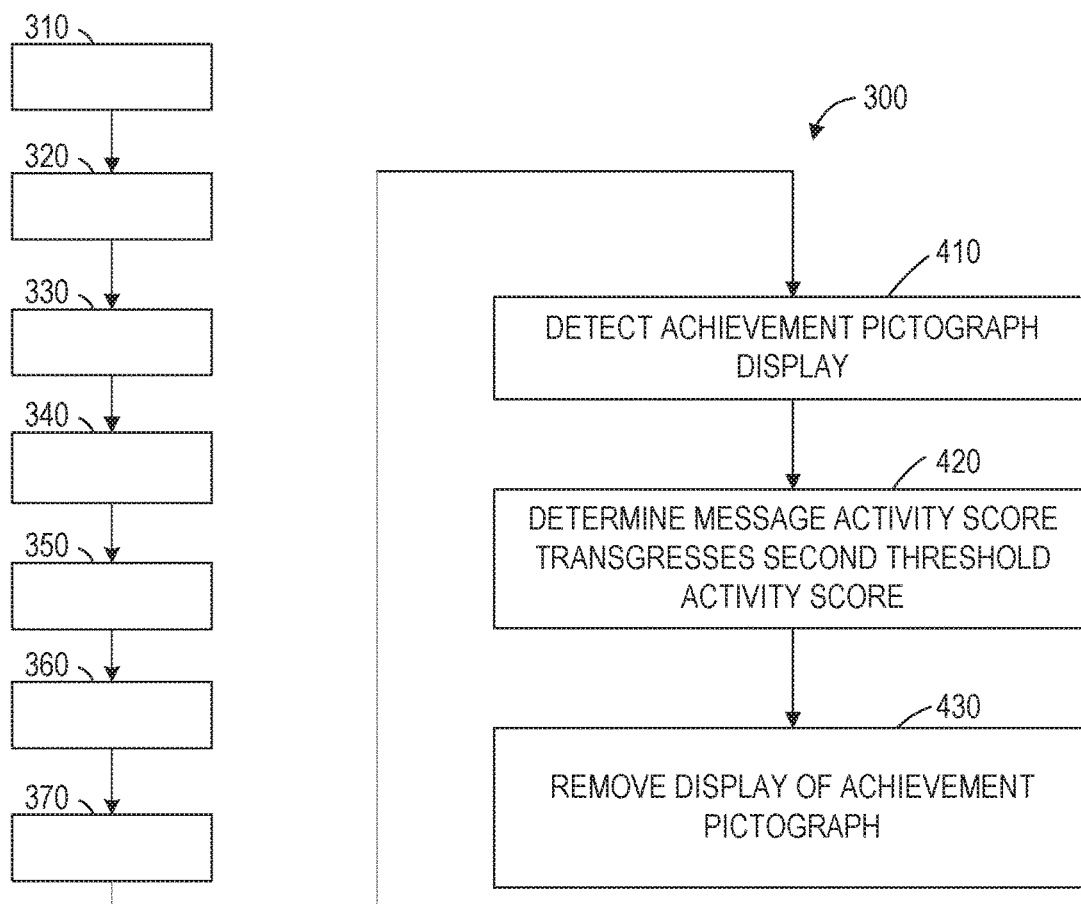 310
320
330
340
350
360
370
300
410
DETECT ACHIEVEMENT PICTOGRAPH
DISPLAY
420
DETERMINE MESSAGE ACTIVITY SCORE
TRANSGRESSES SECOND THRESHOLD
ACTIVITY SCORE
430
REMOVE DISPLAY OF ACHIEVEMENT
PICTOGRAPH